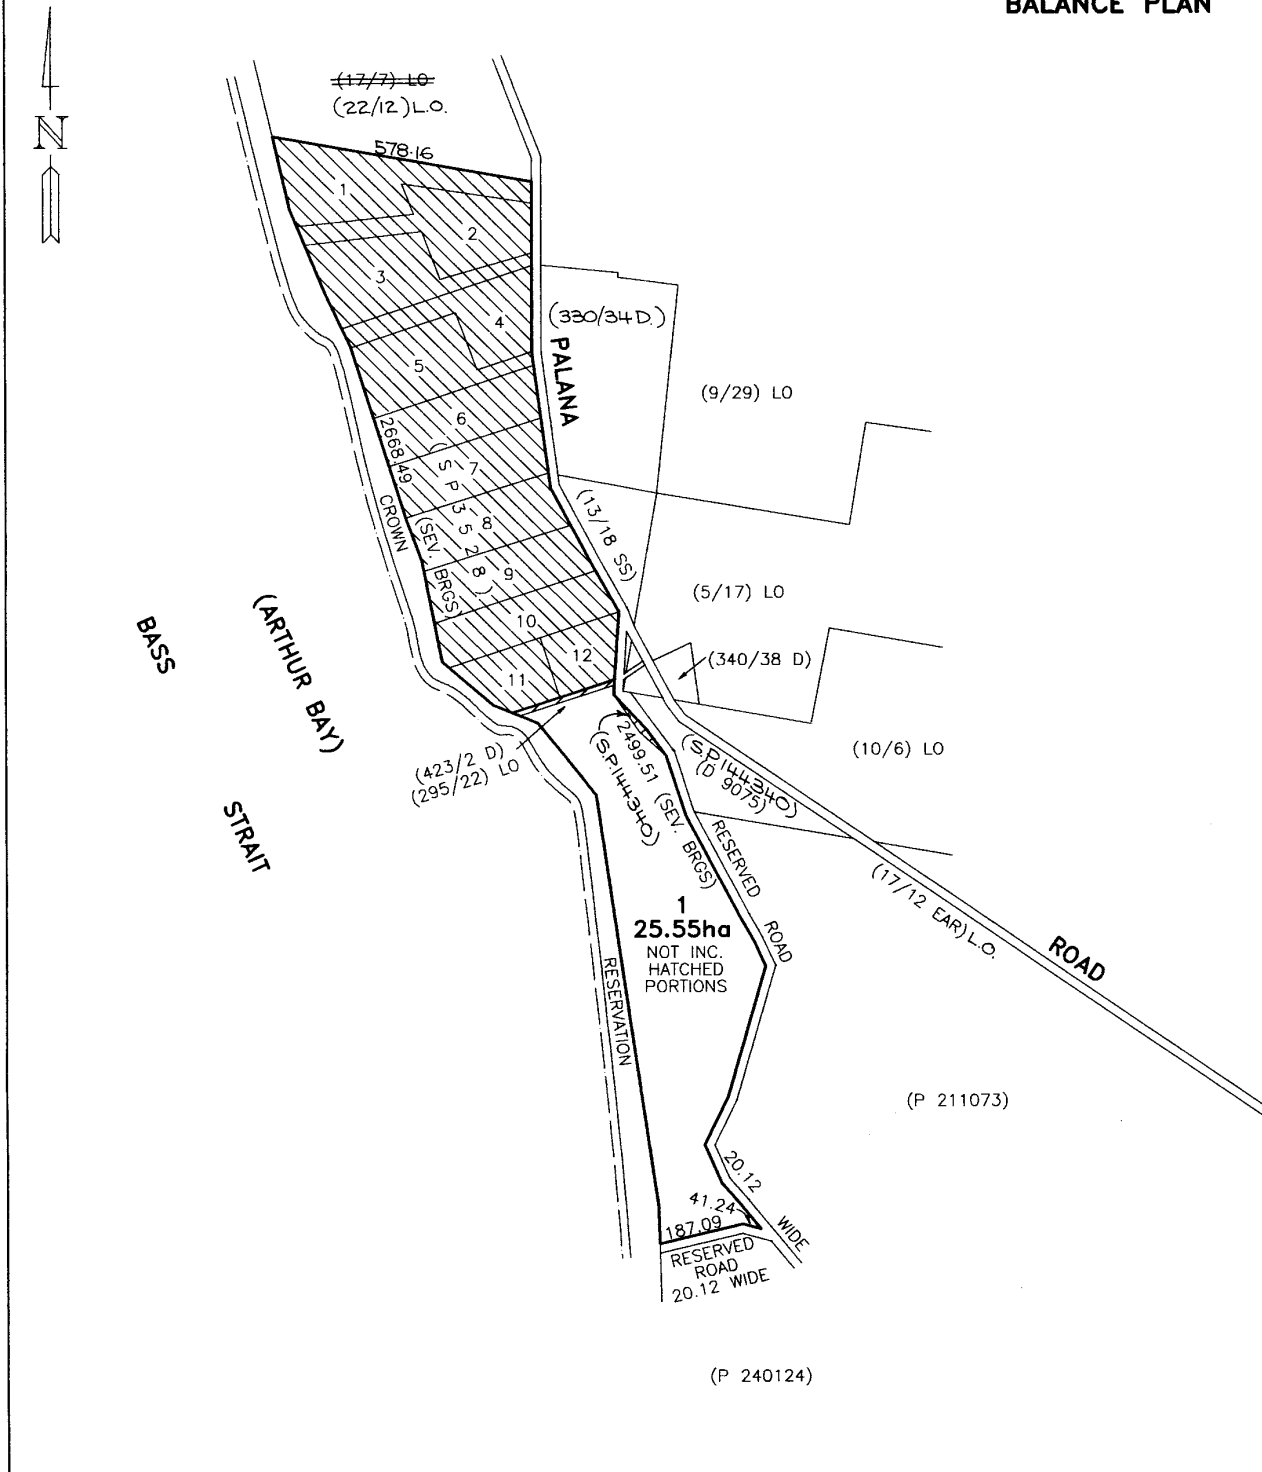 BALANCE PLAN
N
(17/7) LO
(22/12) L.O.
578.16
1
2
3
4
5
6
7
8
9
10
11
12
(330/34 D.)
PALANA
(9/29) LO
2668.49
(SEV. BRGS)
(SP 3528)
CROWN
(13/18 SS)
(5/17) LO
(ARTHUR BAY)
BASS
STRAIT
(340/38 D)
(10/6) LO
(423/2 D)
(295/22) LO
2499.51 (SEV. BRGS)
(S.P.144340)
(S.P.144340)
(D 9075)
RESERVED ROAD
(17/12 EAR) L.O.
ROAD
1
25.55ha
NOT INC.
HATCHED
PORTIONS
RESERVATION
(P 211073)
20.12 WIDE
41.24
187.09
RESERVED
ROAD
20.12 WIDE
(P 240124)